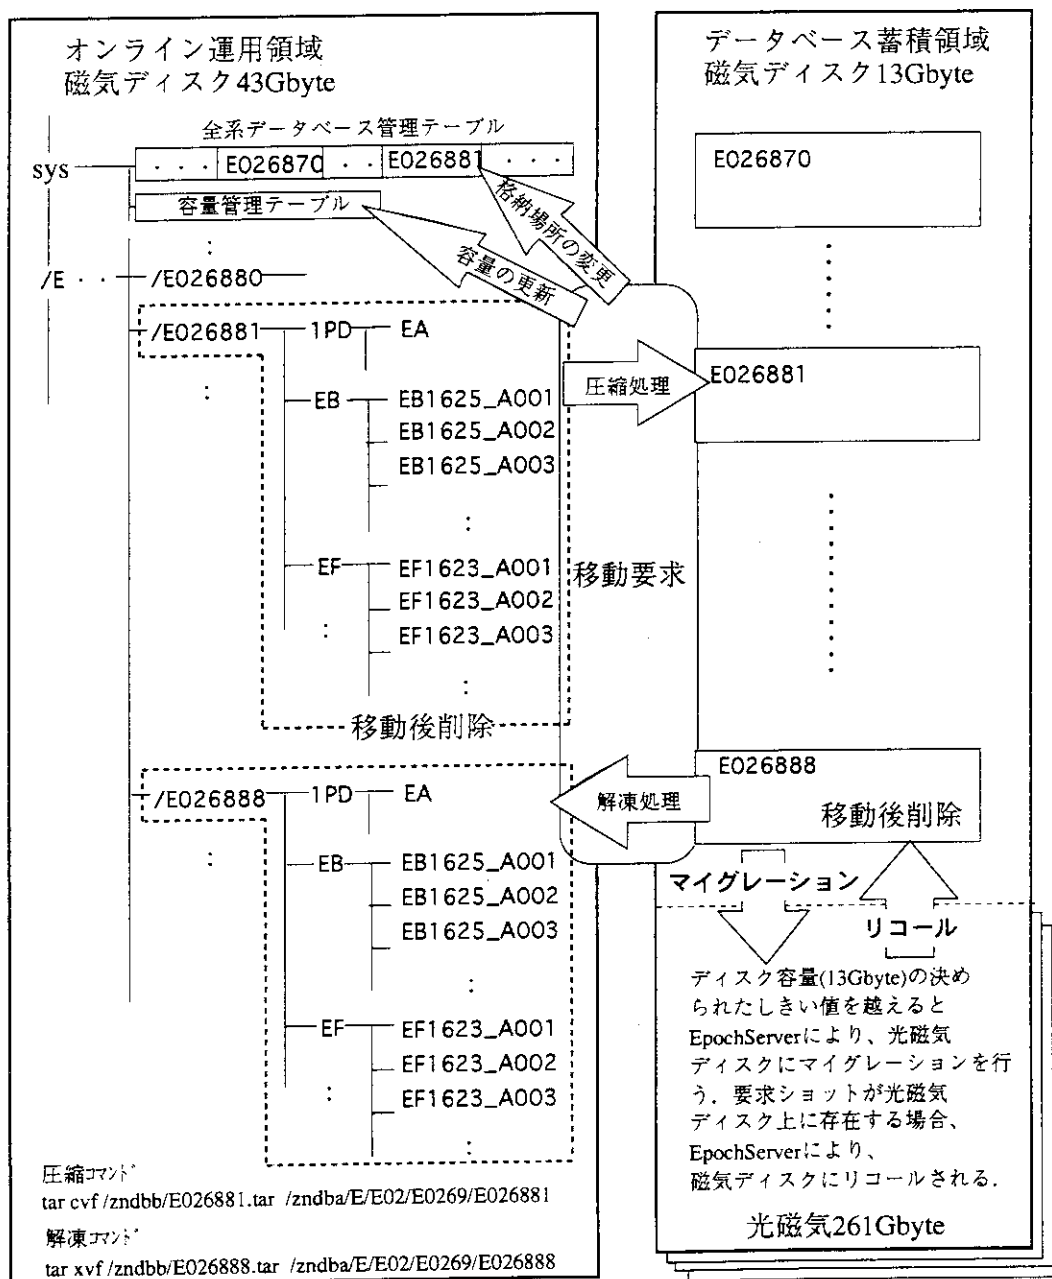 オンライン運用領域
磁気ディスク43Gbyte
全系データベース管理テーブル
sys
・・・ E026870 ・・ E026881 ・・・
容量管理テーブル
格納場所の変更
容量の更新
/E ・・ /E026880
/E026881 1PD EA
:
EB EB1625_A001
EB1625_A002
EB1625_A003
:
EF EF1623_A001
EF1623_A002
: EF1623_A003
:
移動後削除
/E026888 1PD EA
:
EB EB1625_A001
EB1625_A002
EB1625_A003
:
EF EF1623_A001
EF1623_A002
: EF1623_A003
:
圧縮コマンド
tar cvf /zndbb/E026881.tar /zndba/E/E02/E0269/E026881
解凍コマンド
tar xvf /zndbb/E026888.tar /zndba/E/E02/E0269/E026888
圧縮処理
移動要求
解凍処理
データベース蓄積領域
磁気ディスク13Gbyte
E026870
E026881
E026888
移動後削除
マイグレーション
リコール
ディスク容量(13Gbyte)の決め
られたしきい値を越えると
EpochServerにより、光磁気
ディスクにマイグレーションを行
う．要求ショットが光磁気
ディスク上に存在する場合、
EpochServerにより、
磁気ディスクにリコールされる．
光磁気261Gbyte